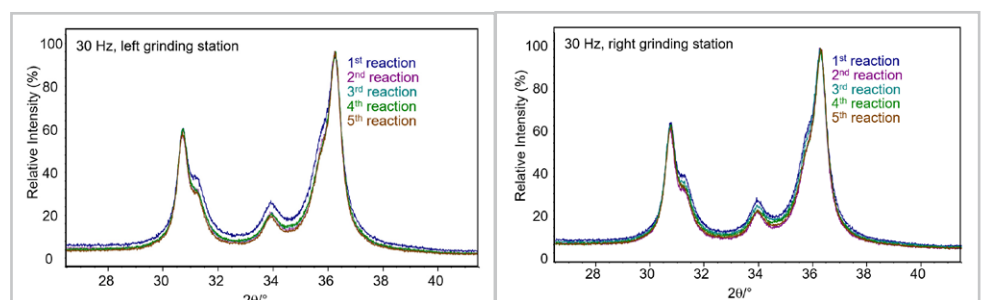 30 Hz, left grinding station
Relative Intensity (%)
100
80
60
40
20
0
1st reaction
2nd reaction
3rd reaction
4th reaction
5th reaction
28 30 32 34 36 38 40
2θ/°
30 Hz, right grinding station
Relative Intensity (%)
100
80
60
40
20
0
1st reaction
2nd reaction
3rd reaction
4th reaction
5th reaction
28 30 32 34 36 38 40
2θ/°